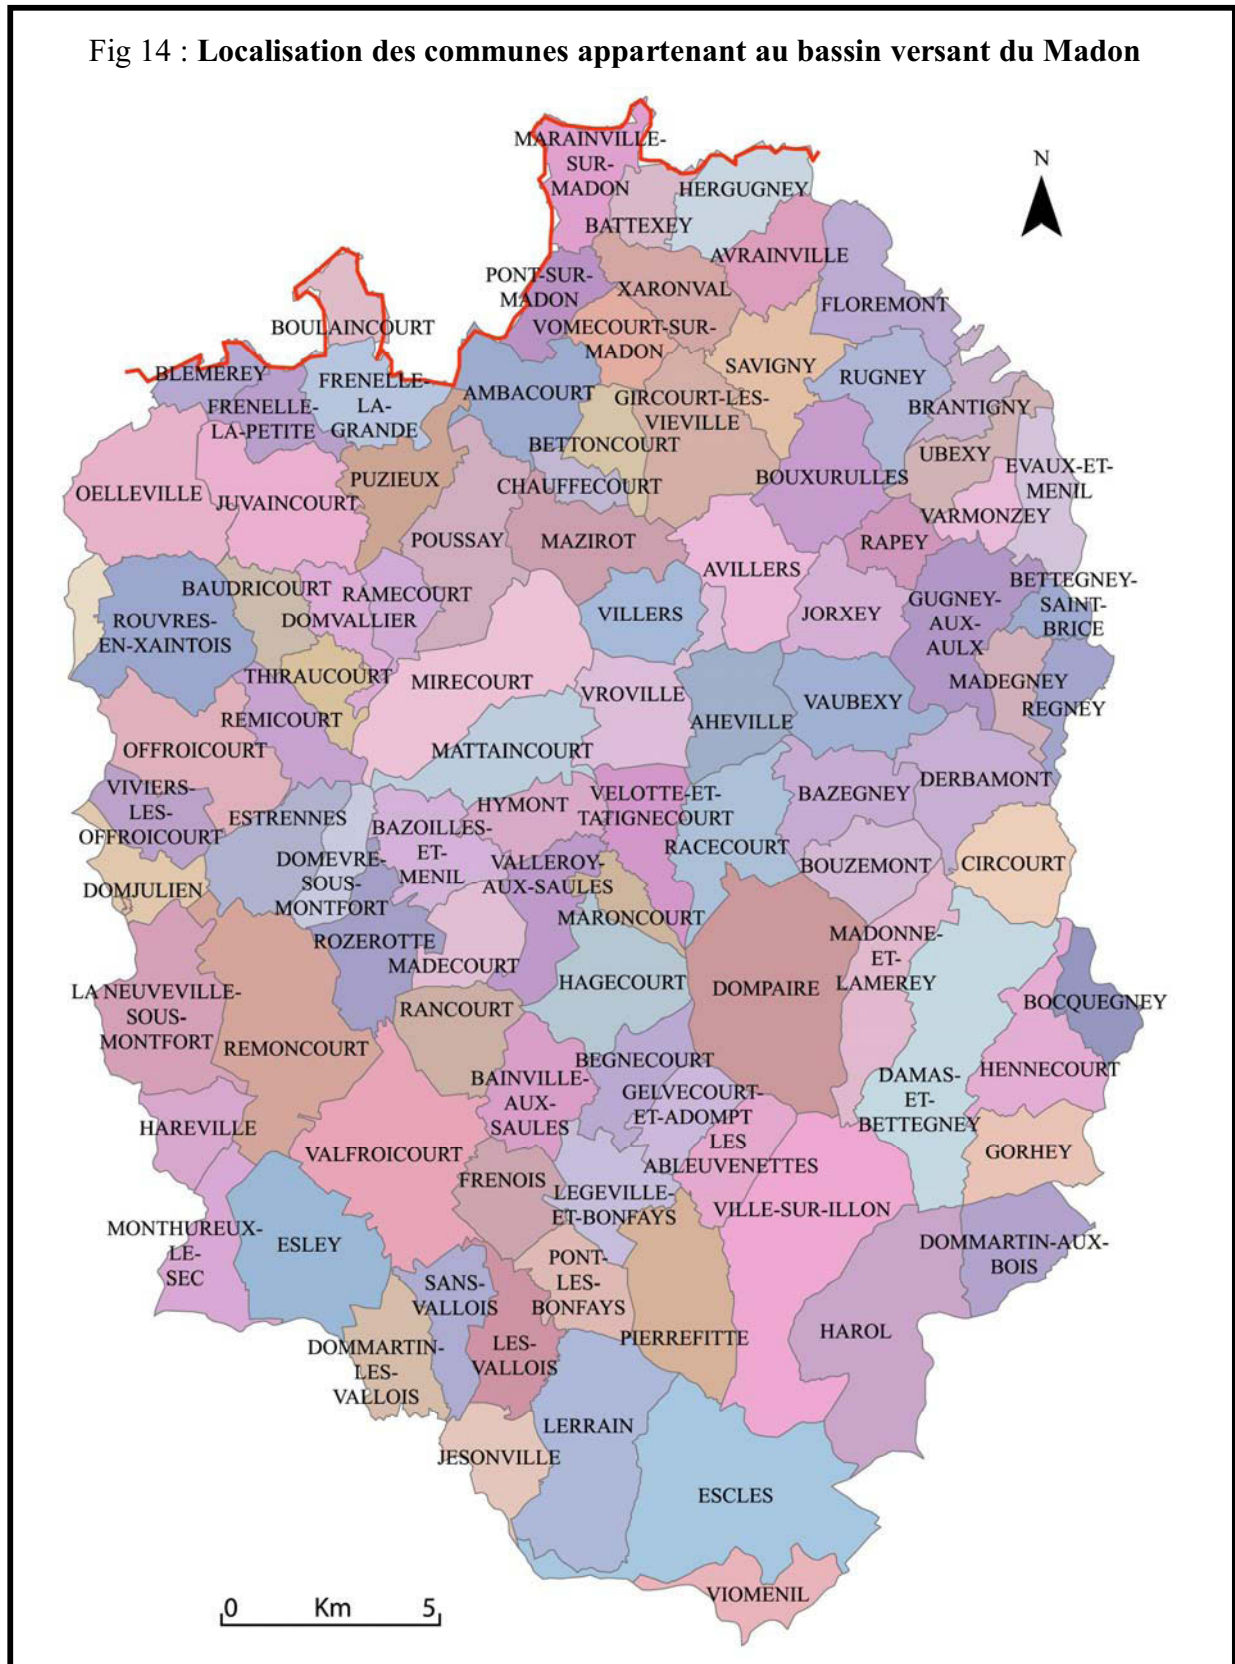 Fig 14 : Localisation des communes appartenant au bassin versant du Madon
N
MARAINVILLE-
SUR-
MADON
HERGUGNEY
BATTEXEY
AVRAINVILLE
PONT-SUR-
MADON
XARONVAL
FLOREMONT
BOULAINCOURT
VOMECOURT-SUR-
MADON
SAVIGNY
BLEMEREY
FRENELLE-
LA-
GRANDE
RUGNEY
AMBACOURT
GIRCOURT-LES-
VIEVILLE
FRENELLE-
LA-PETITE
BRANTIGNY
BETTONCOURT
UBEXY
EVAUX-ET-
MENIL
OELLEVILLE
JUVAINCOURT
PUZIEUX
CHAUFFECOURT
BOUXURULLES
VARMONZEY
POUSSAY
MAZIROT
RAPEY
AVILLERS
BAUDRICOURT
RAMECOURT
BETTEGNEY-
SAINT-
BRICE
ROUVRES-
EN-XAINTOIS
DOMVALLIER
VILLERS
JORXEY
GUGNEY-
AUX-
AULX
THIRAUCOURT
MIRECOURT
VROVILLE
MADEGNEY
REMICOURT
AHEVILLE
VAUBEXY
REGNEY
OFFROICOURT
MATTAINCOURT
VIVIERS-
LES-
OFFROICOURT
DERBAMONT
ESTRENNES
HYMONT
VELOTTE-ET-
TATIGNECOURT
BAZEGNEY
BAZOILLES-
ET-
MENIL
RACECOURT
DOMEVRE-
SOUS-
MONTFORT
VALLEROY-
AUX-SAULES
BOUZEMONT
CIRCOURT
DOMJULIEN
MARONCOURT
ROZEROTTE
MADONNE-
ET-
LAMEREY
MADECOURT
HAGECOURT
DOMPAIRE
LA NEUVEVILLE-
SOUS-
MONTFORT
RANCOURT
BOCQUEGNEY
REMONCOURT
BEGNECOURT
HENNECOURT
BAINVILLE-
AUX-
SAULES
GELVECOURT-
ET-ADOMPT
DAMAS-
ET-
BETTEGNEY
HAREVILLE
VALFROICOURT
LES
ABLEUVENETTES
GORHEY
FRENOIS
LEGEVILLE-
ET-BONFAYS
VILLE-SUR-ILLON
MONTHUREUX-
LE-
SEC
ESLEY
DOMMARTIN-AUX-
BOIS
PONT-
LES-
BONFAYS
SANS-
VALLOIS
PIERREFITTE
HAROL
DOMMARTIN-
LES-
VALLOIS
LES-
VALLOIS
LERRAIN
JESONVILLE
ESCLES
VIOMENIL
0 Km 5